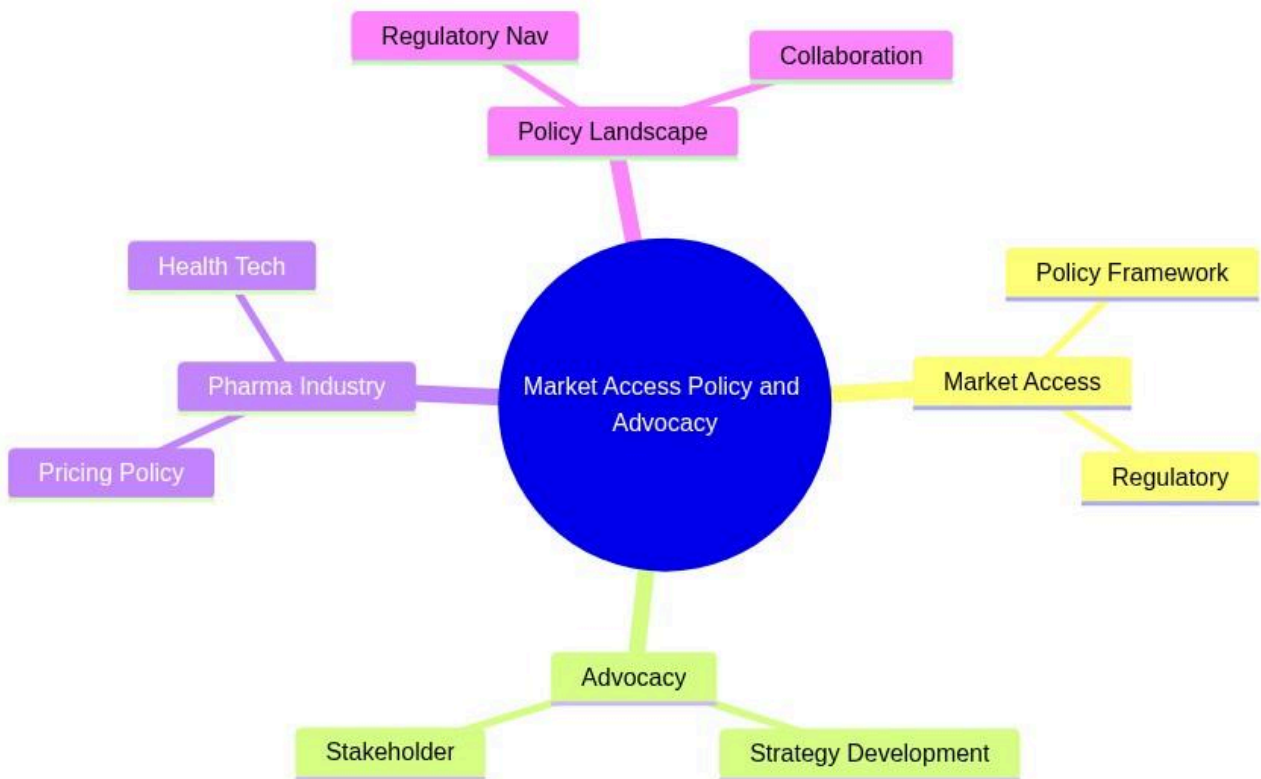 Regulatory Nav
Collaboration
Policy Landscape
Health Tech
Policy Framework
Pharma Industry
Market Access Policy and
Advocacy
Market Access
Pricing Policy
Regulatory
Advocacy
Stakeholder
Strategy Development